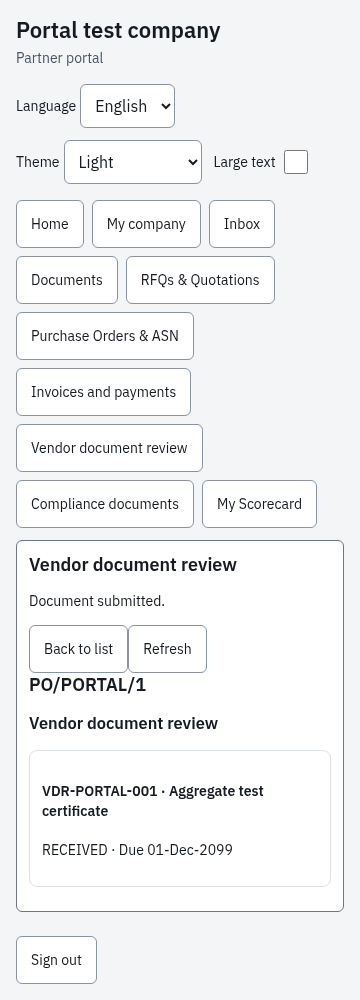 Portal test company
Partner portal
Language English
Theme Light Large text
Home My company Inbox
Documents RFQs & Quotations
Purchase Orders & ASN
Invoices and payments
Vendor document review
Compliance documents My Scorecard
Vendor document review
Document submitted.
Back to list Refresh
PO/PORTAL/1
Vendor document review
VDR-PORTAL-001 · Aggregate test
certificate
RECEIVED · Due 01-Dec-2099
Sign out